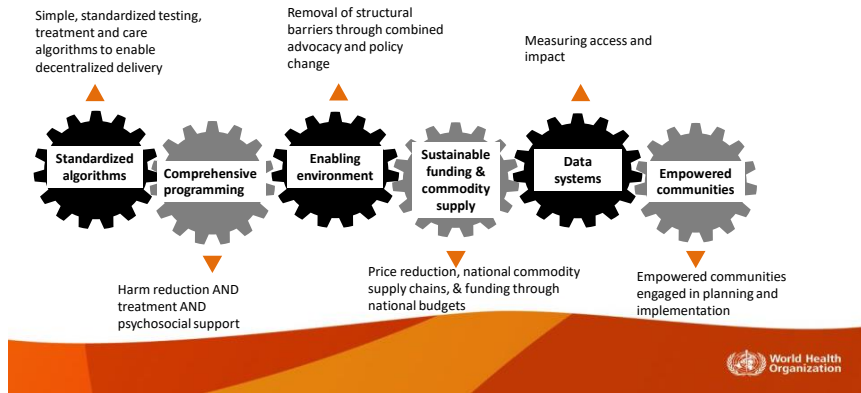 Simple, standardized testing,
treatment and care
algorithms to enable
decentralized delivery
Removal of structural
barriers through combined
advocacy and policy
change
Measuring access and
impact
Standardized
algorithms
Comprehensive
programming
Enabling
environment
Sustainable
funding &
commodity
supply
Data
systems
Empowered
communities
Harm reduction AND
treatment AND
psychosocial support
Price reduction, national commodity
supply chains, & funding through
national budgets
Empowered communities
engaged in planning and
implementation
World Health
Organization